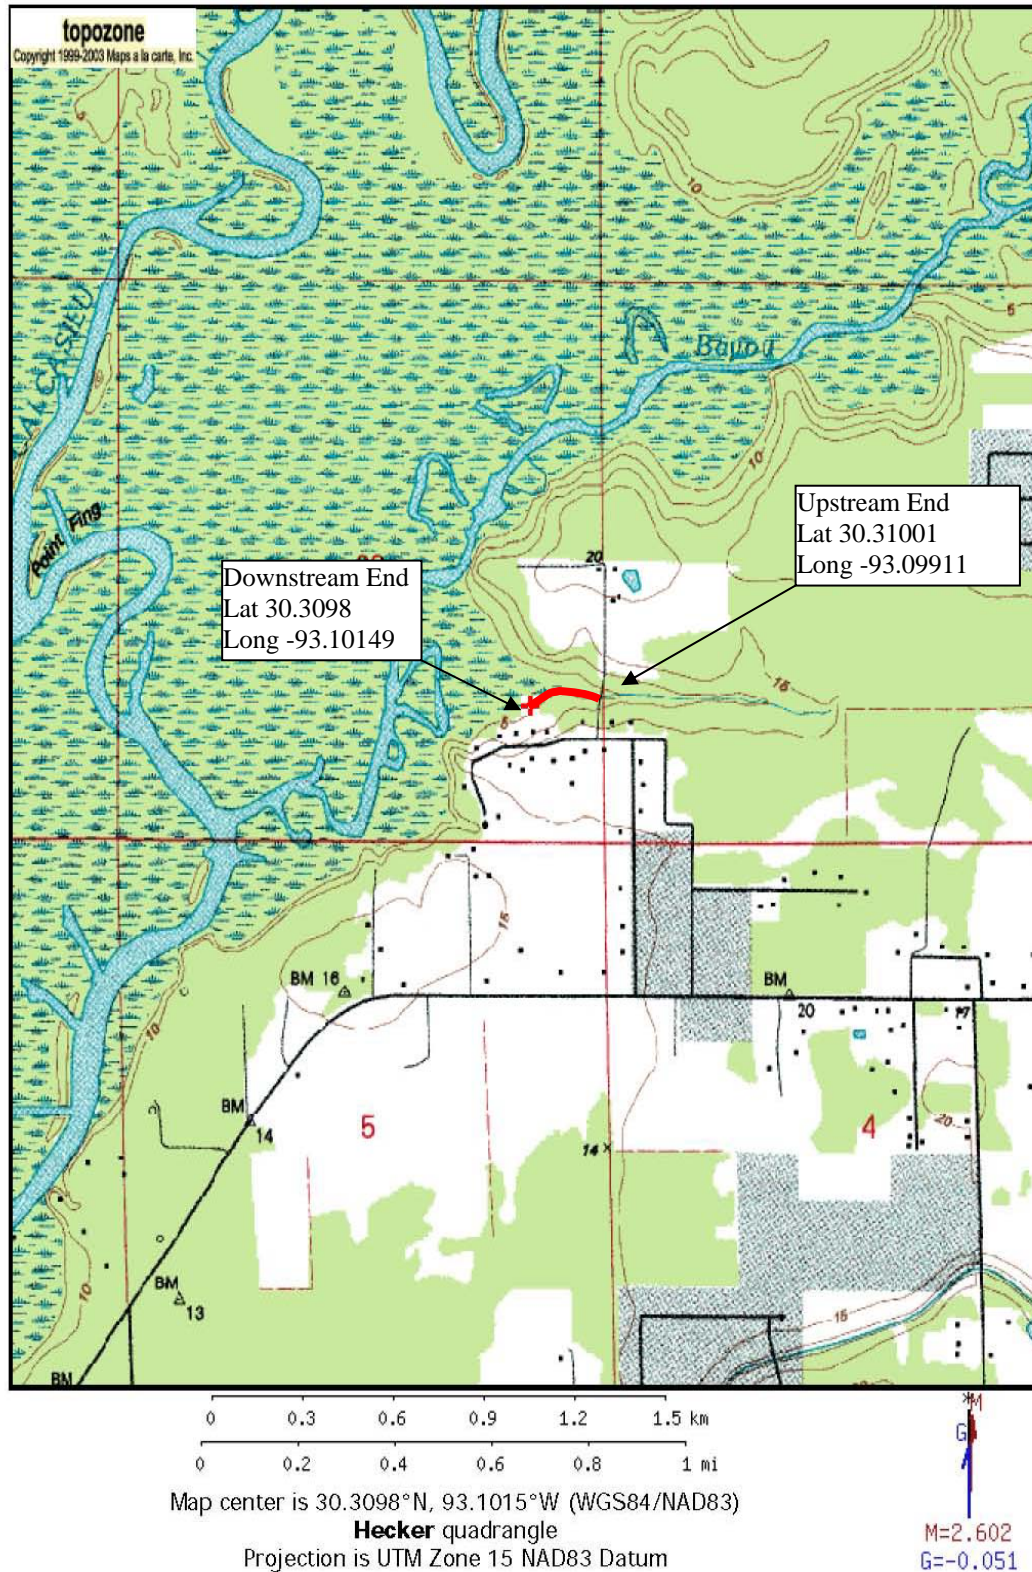 topozone
Copyright 1999-2003 Maps a la carte, Inc.
10
5
Bayou
10
Upstream End
Lat 30.31001
Long -93.09911
Point Fing
20
Downstream End
Lat 30.3098
Long -93.10149
15
5
15
BM 16
BM
10
20
17
BM
14
5
14
4
20
10
BM
13
15
BM
0 0.3 0.6 0.9 1.2 1.5 km
0 0.2 0.4 0.6 0.8 1 mi
Map center is 30.3098°N, 93.1015°W (WGS84/NAD83)
Hecker quadrangle
Projection is UTM Zone 15 NAD83 Datum
*M
G
M=2.602
G=-0.051